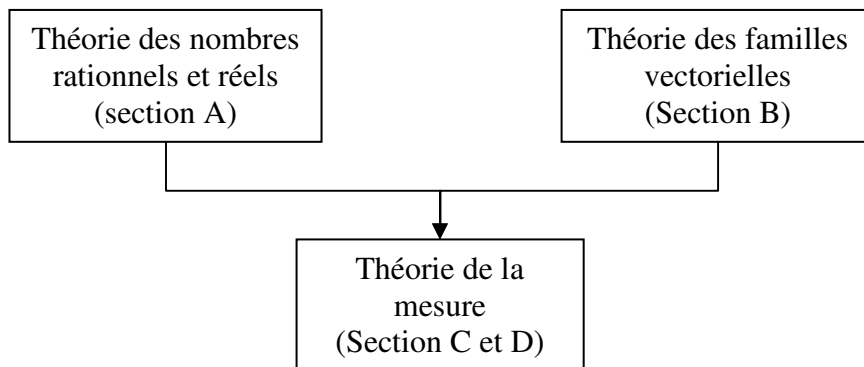 Théorie des nombres
rationnels et réels
(section A)
Théorie des familles
vectorielles
(Section B)
Théorie de la
mesure
(Section C et D)